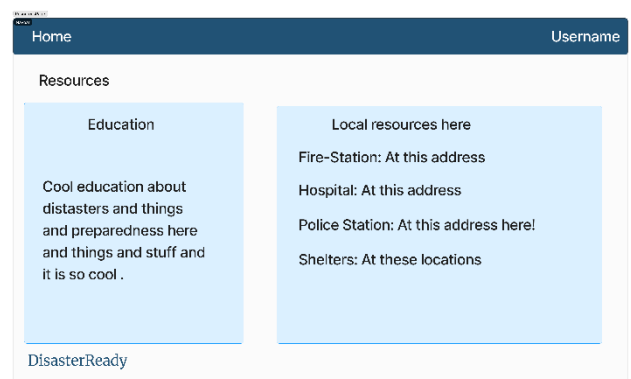 Home
Username
Resources
Education
Cool education about
distasters and things
and preparedness here
and things and stuff and
it is so cool .
Local resources here
Fire-Station: At this address
Hospital: At this address
Police Station: At this address here!
Shelters: At these locations
DisasterReady